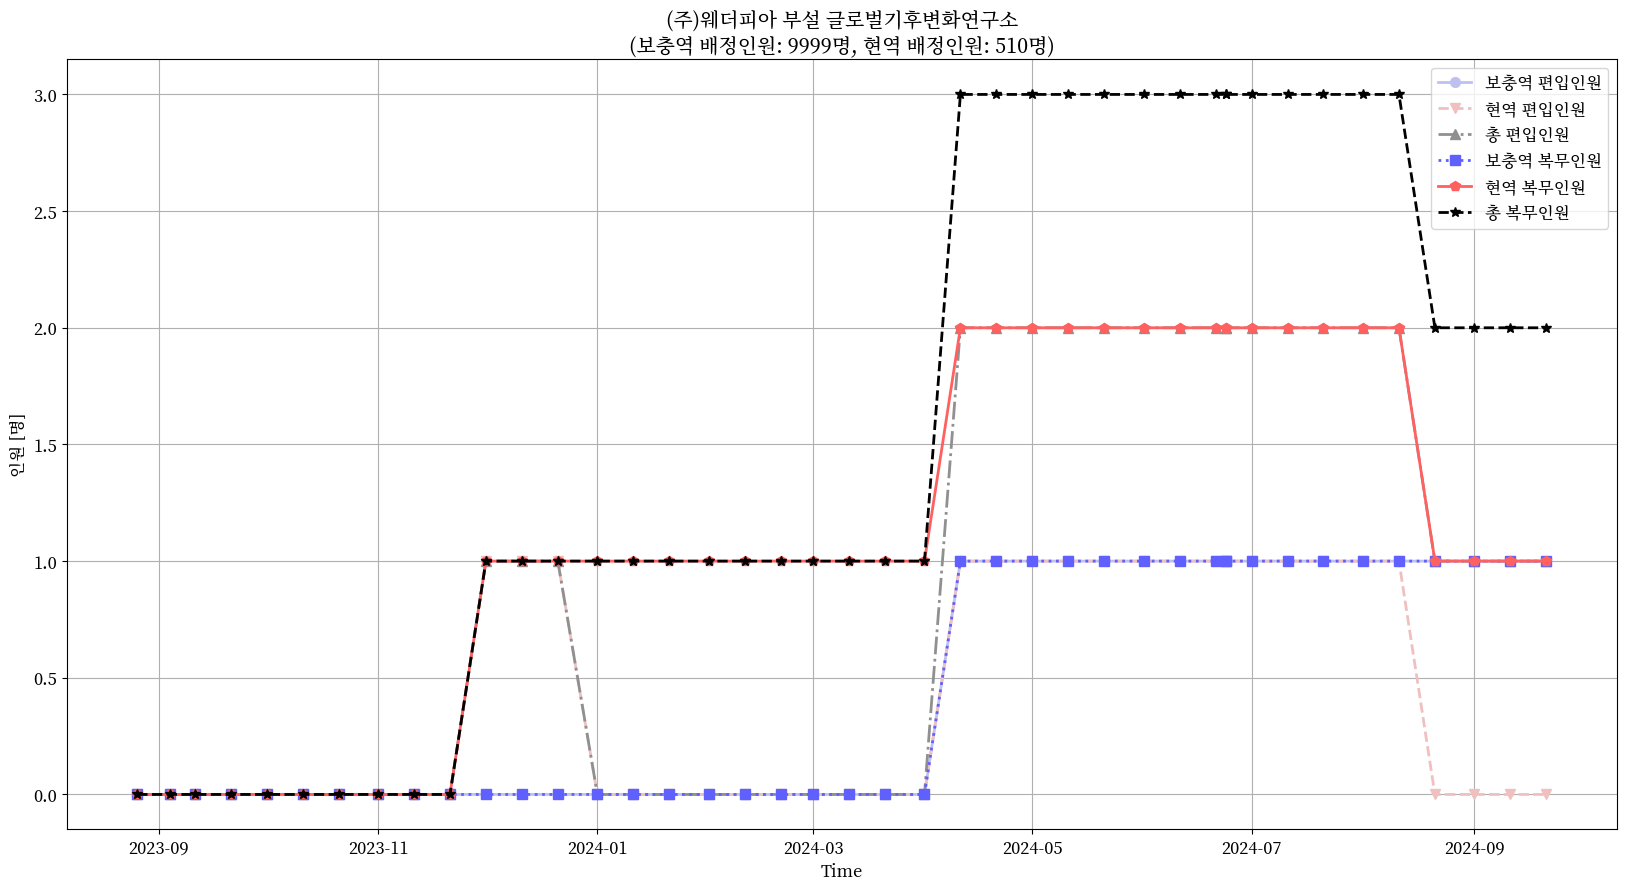 (주)웨더피아 부설 글로벌기후변화연구소
(보충역 배정인원: 9999명, 현역 배정인원: 510명)
보충역 편입인원
현역 편입인원
총 편입인원
보충역 복무인원
현역 복무인원
총 복무인원
3.0
2.5
2.0
1.5
1.0
0.5
0.0
인원 [명]
2023-09
2023-11
2024-01
2024-03
2024-05
2024-07
2024-09
Time